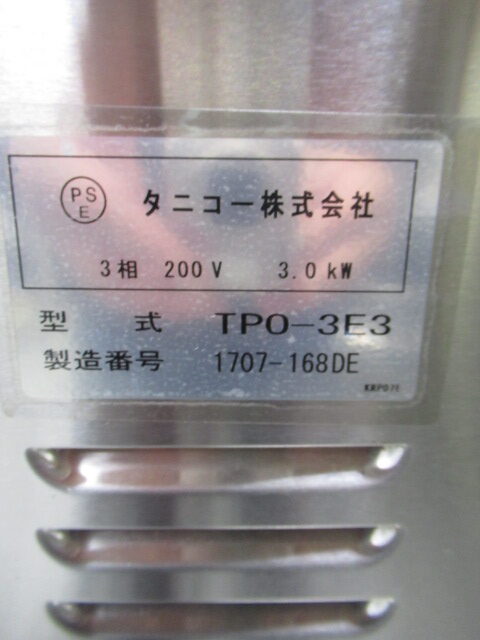 PS
E
タニコー株式会社
3相 200V 3.0kW
型 式 TPO-3E3
製造番号 1707-168DE